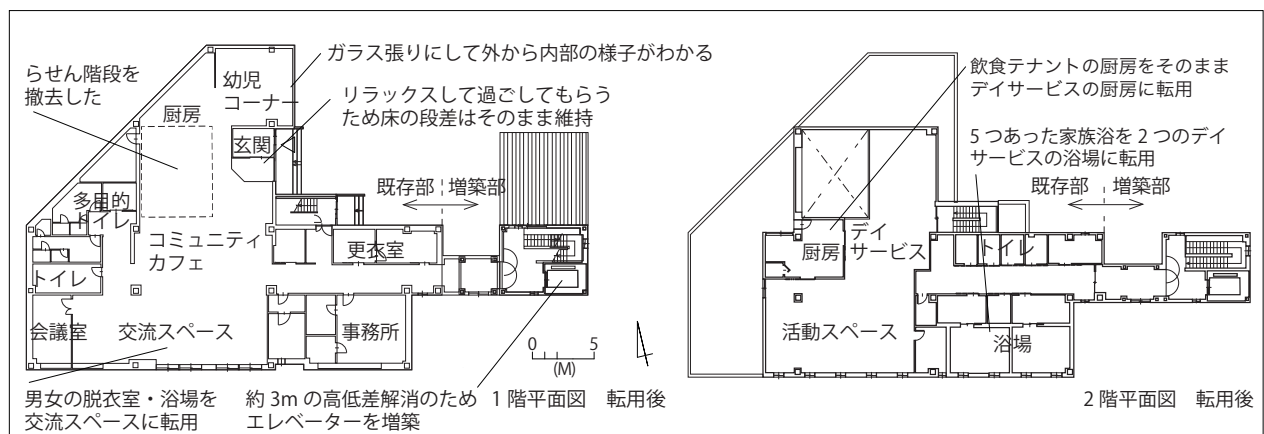 ガラス張りにして外から内部の様子がわかる
らせん階段を
撤去した
幼児
コーナー
リラックスして過ごしてもらう
ため床の段差はそのまま維持
厨房
玄関
既存部
増築部
多目的
トイレ
コミュニティ
カフェ
更衣室
トイレ
会議室
交流スペース
事務所
0
5
(M)
男女の脱衣室・浴場を
交流スペースに転用
約 3m の高低差解消のため
エレベーターを増築
1 階平面図 転用後
飲食テナントの厨房をそのまま
デイサービスの厨房に転用
5 つあった家族浴を 2 つのデイ
サービスの浴場に転用
既存部
増築部
厨房
デイ
サービス
トイレ
活動スペース
浴場
2 階平面図 転用後